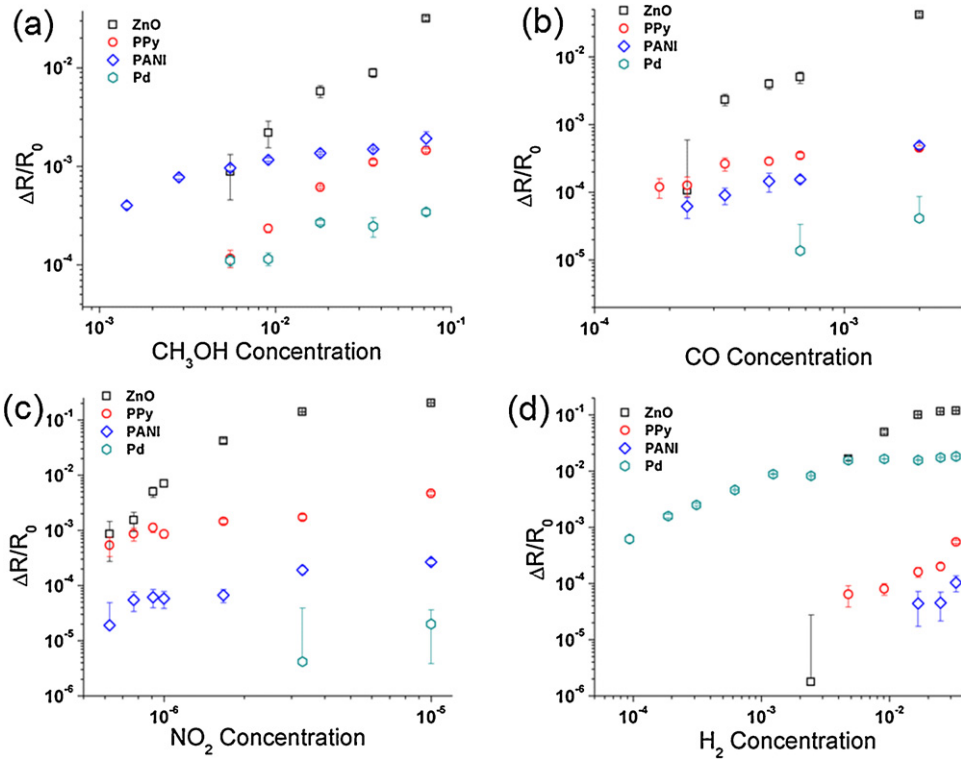 (a)
ZnO
PPy
PANI
Pd
10⁻²
10⁻³
10⁻⁴
ΔR/R₀
10⁻³ 10⁻² 10⁻¹
CH₃OH Concentration
(b)
ZnO
PPy
PANI
Pd
10⁻²
10⁻³
10⁻⁴
10⁻⁵
ΔR/R₀
10⁻⁴ 10⁻³
CO Concentration
(c)
ZnO
PPy
PANI
Pd
10⁻¹
10⁻²
10⁻³
10⁻⁴
10⁻⁵
10⁻⁶
ΔR/R₀
10⁻⁶ 10⁻⁵
NO₂ Concentration
(d)
ZnO
PPy
PANI
Pd
10⁻¹
10⁻²
10⁻³
10⁻⁴
10⁻⁵
10⁻⁶
ΔR/R₀
10⁻⁴ 10⁻³ 10⁻²
H₂ Concentration